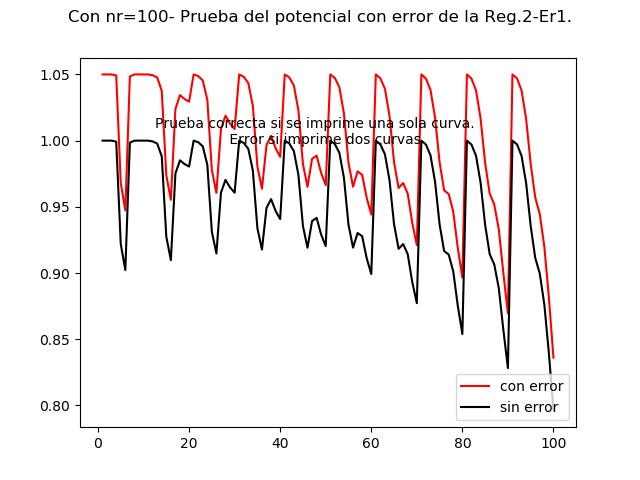 Con nr=100- Prueba del potencial con error de la Reg.2-Er1.
1.05
Prueba correcta si se imprime una sola curva.
1.00
Error si imprime dos curvas
0.95
0.90
0.85
0.80
con error
sin error
0
20
40
60
80
100